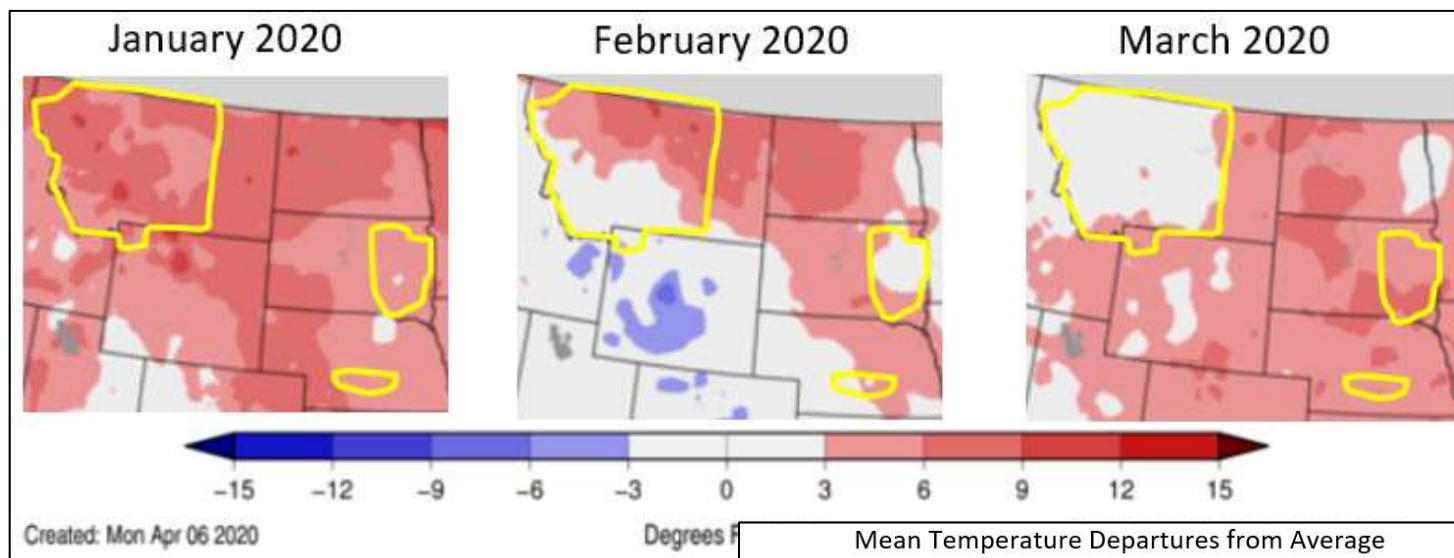 January 2020
February 2020
March 2020
−15 −12 −9 −6 −3 0 3 6 9 12 15
Created: Mon Apr 06 2020
Degrees
Mean Temperature Departures from Average